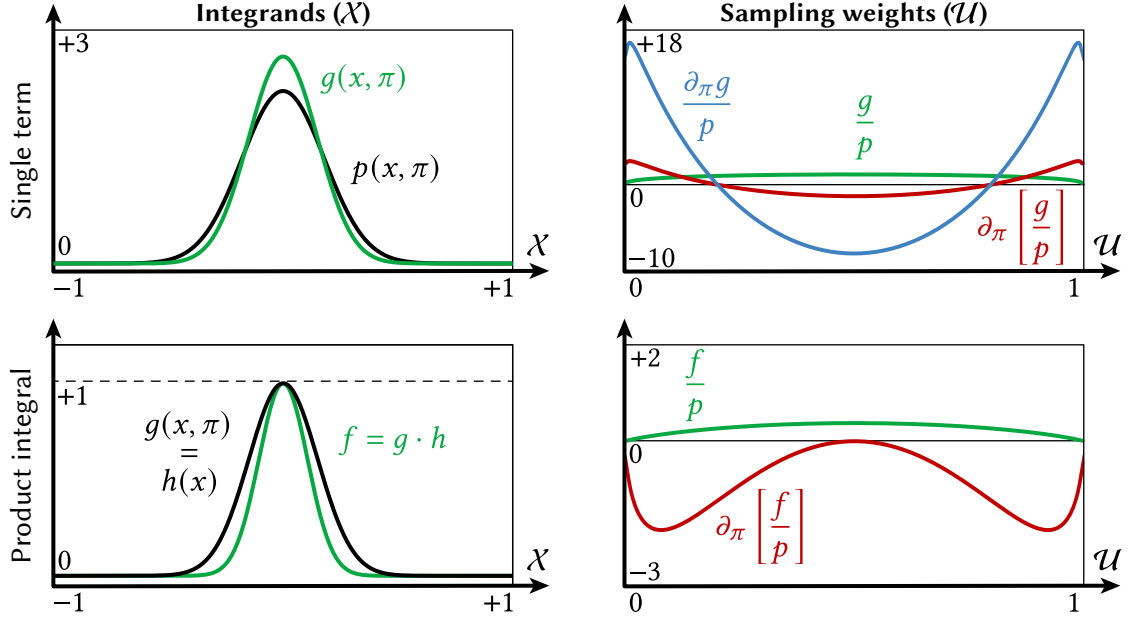 Integrands (𝒳)
Sampling weights (𝒰)
Single term
+3
g(x, π)
p(x, π)
0
𝒳
−1
+1
+18
∂πg
p
g
p
0
∂π [g/p]
−10
𝒰
0
1
Product integral
+1
g(x, π)
=
h(x)
f = g · h
0
𝒳
−1
+1
+2
f
p
0
∂π [f/p]
−3
𝒰
0
1